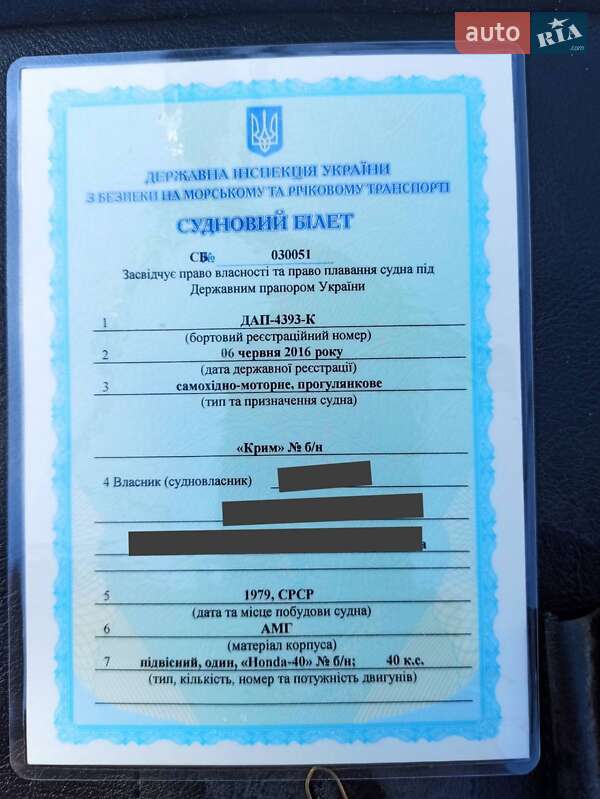 auto RIA.com
ДЕРЖАВНА ІНСПЕКЦІЯ УКРАЇНИ
З БЕЗПЕКИ НА МОРСЬКОМУ ТА РІЧКОВОМУ ТРАНСПОРТІ
СУДНОВИЙ БІЛЕТ
СБ № 030051
Засвідчує право власності та право плавання судна під
Державним прапором України
1 ДАП-4393-К
(бортовий реєстраційний номер)
2 06 червня 2016 року
(дата державної реєстрації)
3 самохідно-моторне, прогулянкове
(тип та призначення судна)
«Крим» № б/н
4 Власник (судновласник)
5 1979, СРСР
(дата та місце побудови судна)
6 АМГ
(матеріал корпуса)
7 підвісний, один, «Honda-40» № б/н; 40 к.с.
(тип, кількість, номер та потужність двигунів)